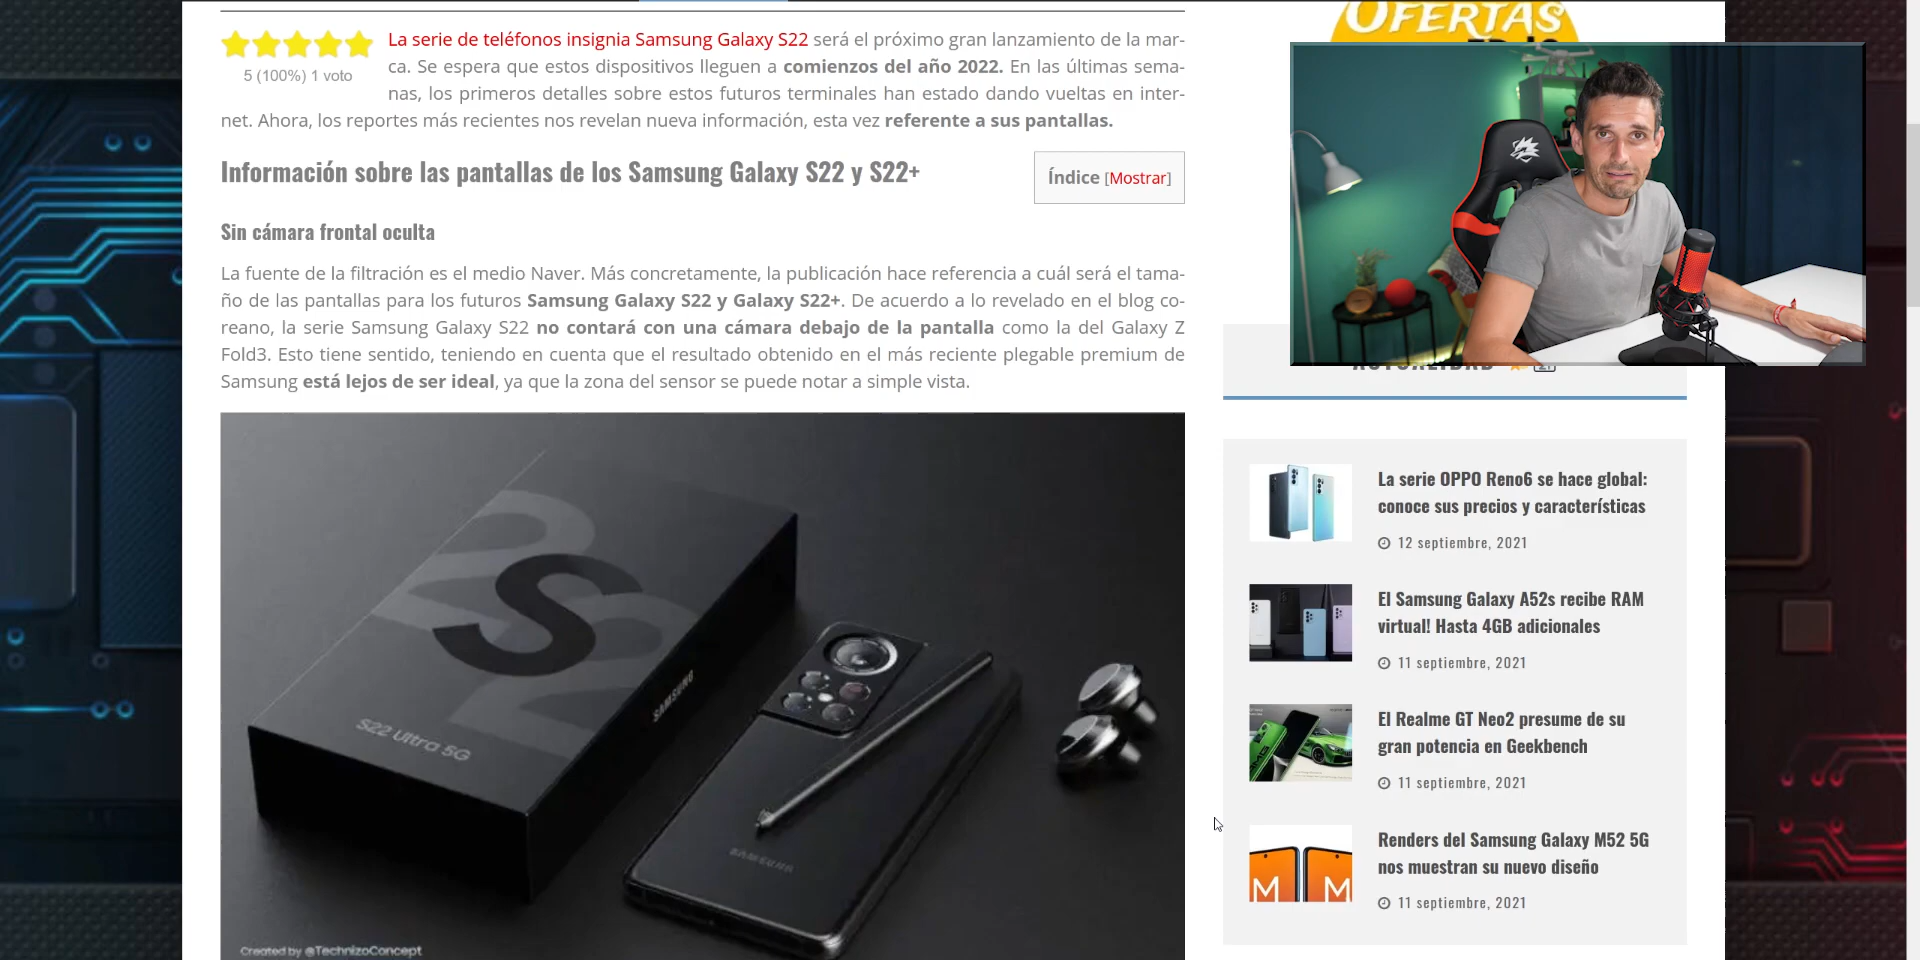 5 (100%) 1 voto
La serie de teléfonos insignia Samsung Galaxy S22 será el próximo gran lanzamiento de la mar-
ca. Se espera que estos dispositivos lleguen a comienzos del año 2022. En las últimas sema-
nas, los primeros detalles sobre estos futuros terminales han estado dando vueltas en inter-
net. Ahora, los reportes más recientes nos revelan nueva información, esta vez referente a sus pantallas.
Información sobre las pantallas de los Samsung Galaxy S22 y S22+
Índice [Mostrar]
Sin cámara frontal oculta
La fuente de la filtración es el medio Naver. Más concretamente, la publicación hace referencia a cuál será el tama-
ño de las pantallas para los futuros Samsung Galaxy S22 y Galaxy S22+. De acuerdo a lo revelado en el blog co-
reano, la serie Samsung Galaxy S22 no contará con una cámara debajo de la pantalla como la del Galaxy Z
Fold3. Esto tiene sentido, teniendo en cuenta que el resultado obtenido en el más reciente plegable premium de
Samsung está lejos de ser ideal, ya que la zona del sensor se puede notar a simple vista.
S
22
S22 Ultra 5G
SAMSUNG
SAMSUNG
Created by @TechnizoConcept
OFERTAS
ACTUALIDAD
La serie OPPO Reno6 se hace global:
conoce sus precios y características
12 septiembre, 2021
El Samsung Galaxy A52s recibe RAM
virtual! Hasta 4GB adicionales
11 septiembre, 2021
El Realme GT Neo2 presume de su
gran potencia en Geekbench
11 septiembre, 2021
M M
Renders del Samsung Galaxy M52 5G
nos muestran su nuevo diseño
11 septiembre, 2021